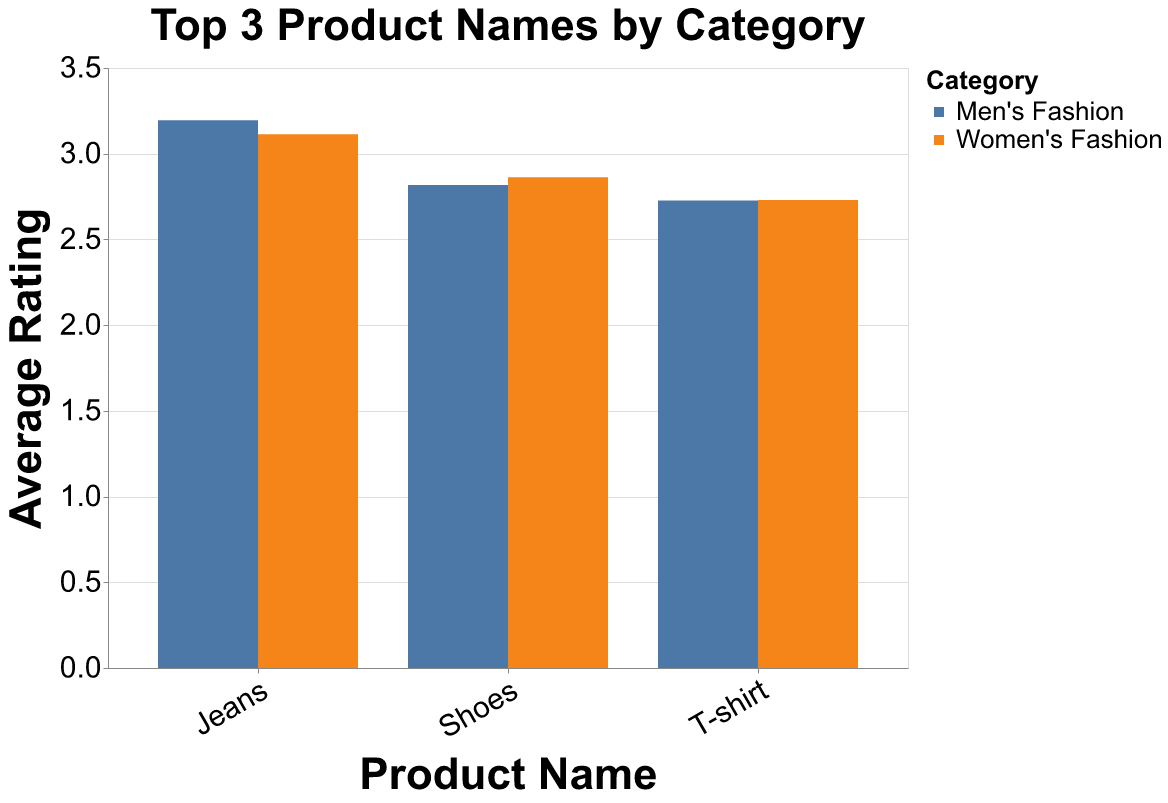 Top 3 Product Names by Category
Category
Men's Fashion
Women's Fashion
Average Rating
3.5
3.0
2.5
2.0
1.5
1.0
0.5
0.0
Jeans
Shoes
T-shirt
Product Name